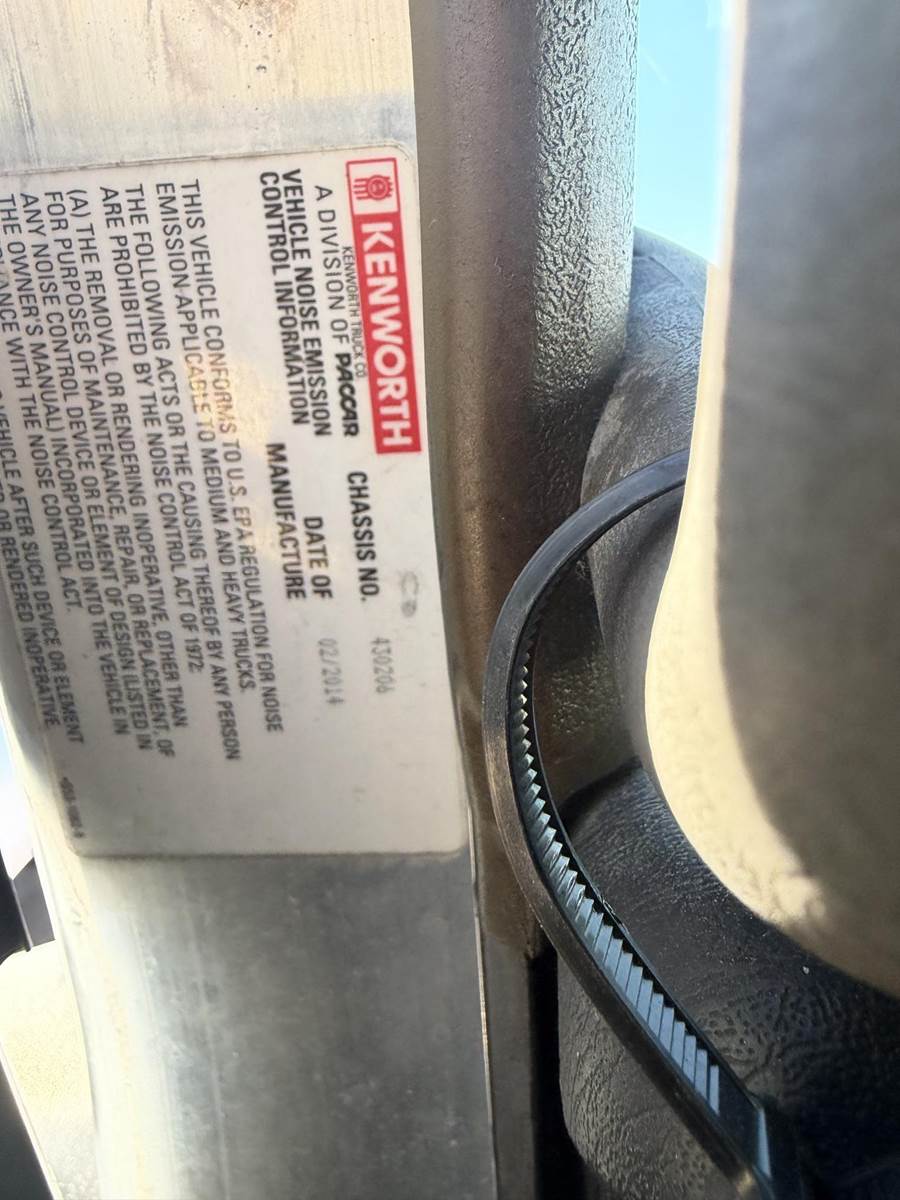 KENWORTH
KENWORTH TRUCK CO.
A DIVISION OF PACCAR
CHASSIS NO. 430206
VEHICLE NOISE EMISSION
CONTROL INFORMATION
DATE OF
MANUFACTURE
02/2014
THIS VEHICLE CONFORMS TO U.S. EPA REGULATION FOR NOISE
EMISSION APPLICABLE TO MEDIUM AND HEAVY TRUCKS.
THE FOLLOWING ACTS OR THE CAUSING THEREOF BY ANY PERSON
ARE PROHIBITED BY THE NOISE CONTROL ACT OF 1972:
(A) THE REMOVAL OR RENDERING INOPERATIVE, OTHER THAN
FOR PURPOSES OF MAINTENANCE, REPAIR, OR REPLACEMENT, OF
ANY NOISE CONTROL DEVICE OR ELEMENT OF DESIGN (LISTED IN
THE OWNER'S MANUAL) INCORPORATED INTO THE VEHICLE IN
WITH THE NOISE CONTROL ACT.
VEHICLE AFTER SUCH DEVICE OR ELEMENT
OR RENDERED INOPERATIVE.